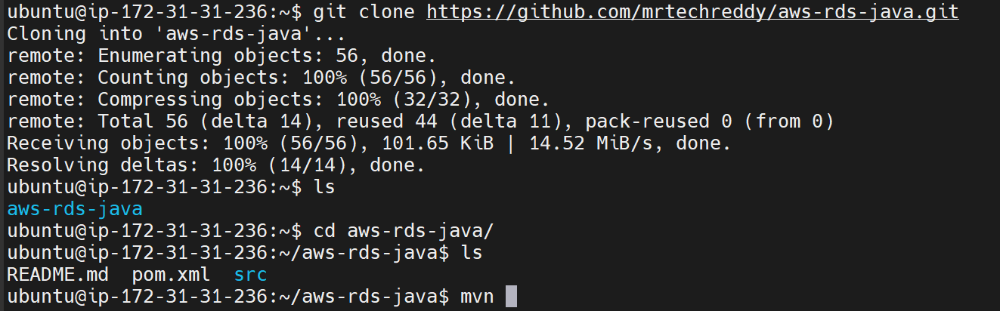 ubuntu@ip-172-31-31-236:~$ git clone https://github.com/mrtechreddy/aws-rds-java.git
Cloning into 'aws-rds-java'...
remote: Enumerating objects: 56, done.
remote: Counting objects: 100% (56/56), done.
remote: Compressing objects: 100% (32/32), done.
remote: Total 56 (delta 14), reused 44 (delta 11), pack-reused 0 (from 0)
Receiving objects: 100% (56/56), 101.65 KiB | 14.52 MiB/s, done.
Resolving deltas: 100% (14/14), done.
ubuntu@ip-172-31-31-236:~$ ls
aws-rds-java
ubuntu@ip-172-31-31-236:~$ cd aws-rds-java/
ubuntu@ip-172-31-31-236:~/aws-rds-java$ ls
README.md  pom.xml  src
ubuntu@ip-172-31-31-236:~/aws-rds-java$ mvn